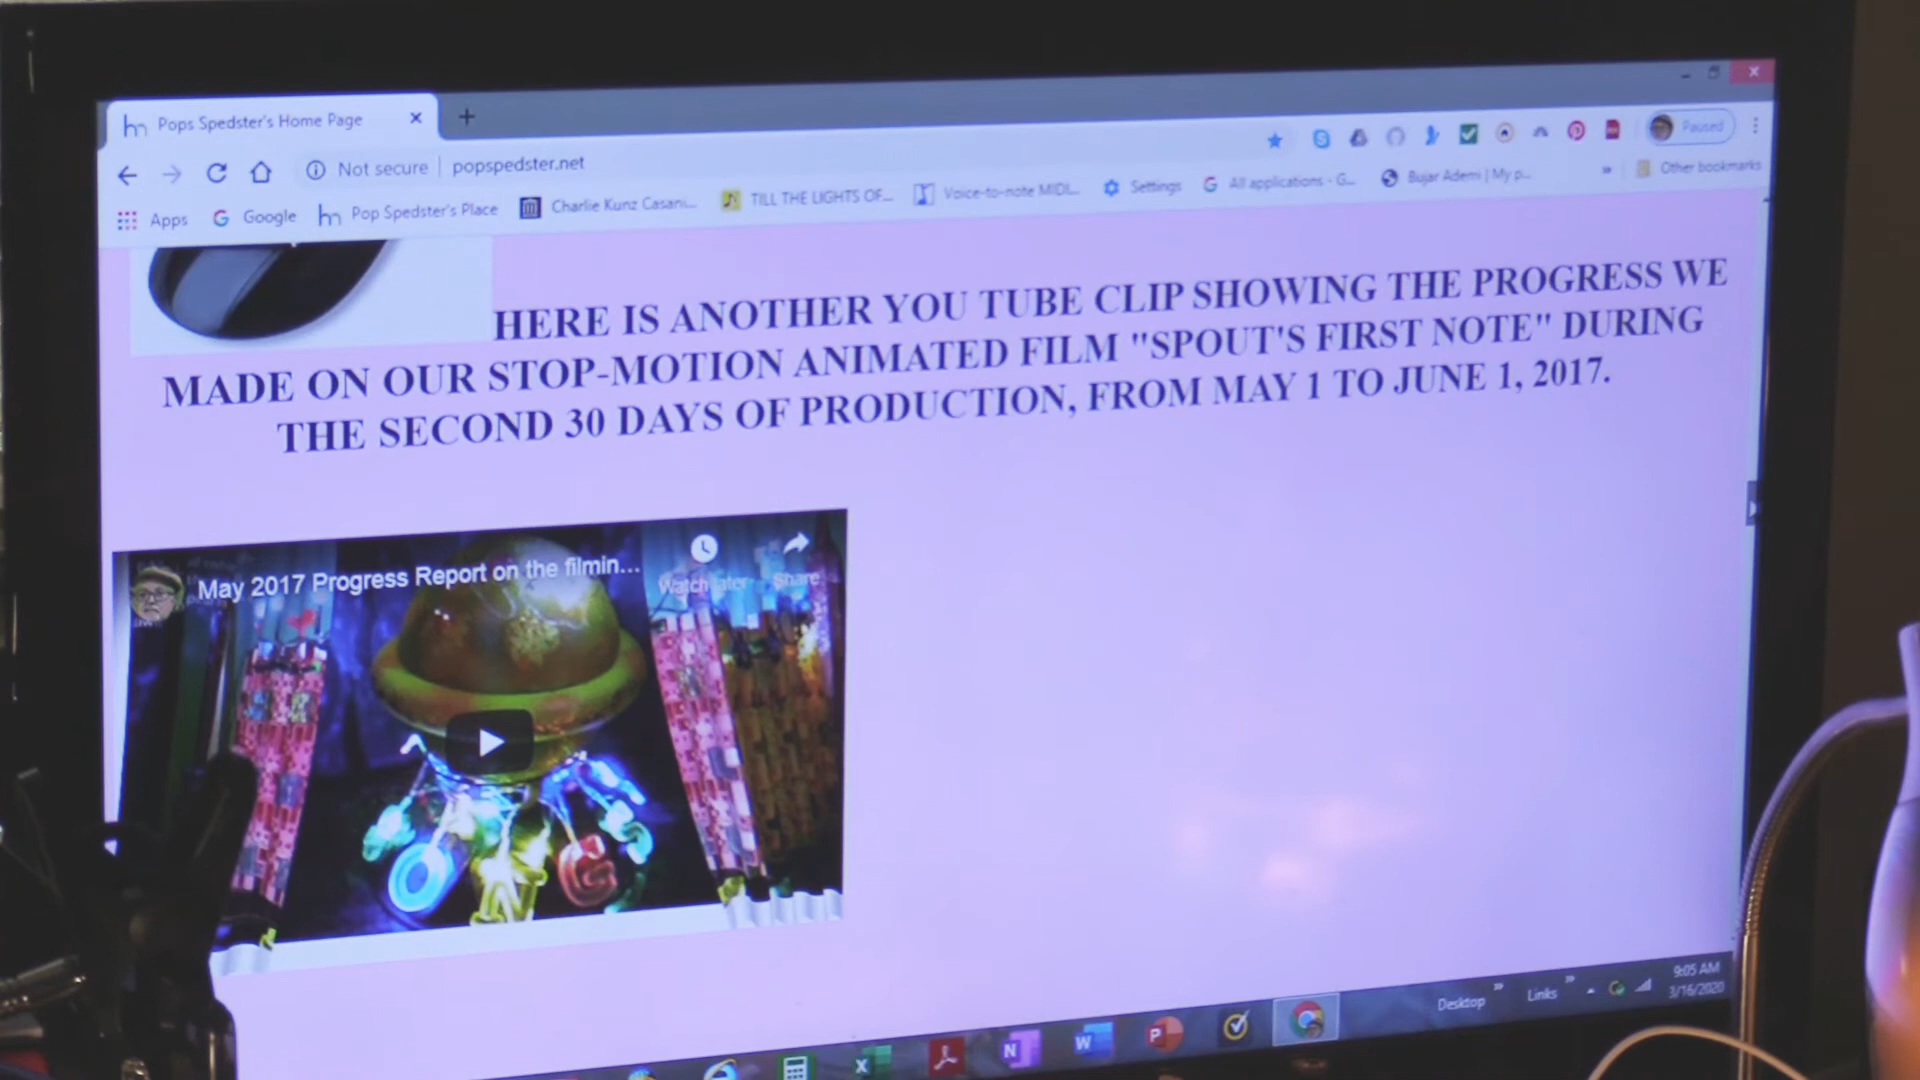 Pops Spedster's Home Page
Paused
Not secure | popspedster.net
Apps Google Pop Spedster's Place Charlie Kunz Casani... TILL THE LIGHTS OF... Voice-to-note MIDI... Settings All applications - G... Bujar Ademi | My p... » Other bookmarks
HERE IS ANOTHER YOU TUBE CLIP SHOWING THE PROGRESS WE
MADE ON OUR STOP-MOTION ANIMATED FILM "SPOUT'S FIRST NOTE" DURING
THE SECOND 30 DAYS OF PRODUCTION, FROM MAY 1 TO JUNE 1, 2017.
May 2017 Progress Report on the filmin...
Watch later Share
Desktop » Links » 9:05 AM
3/16/2020